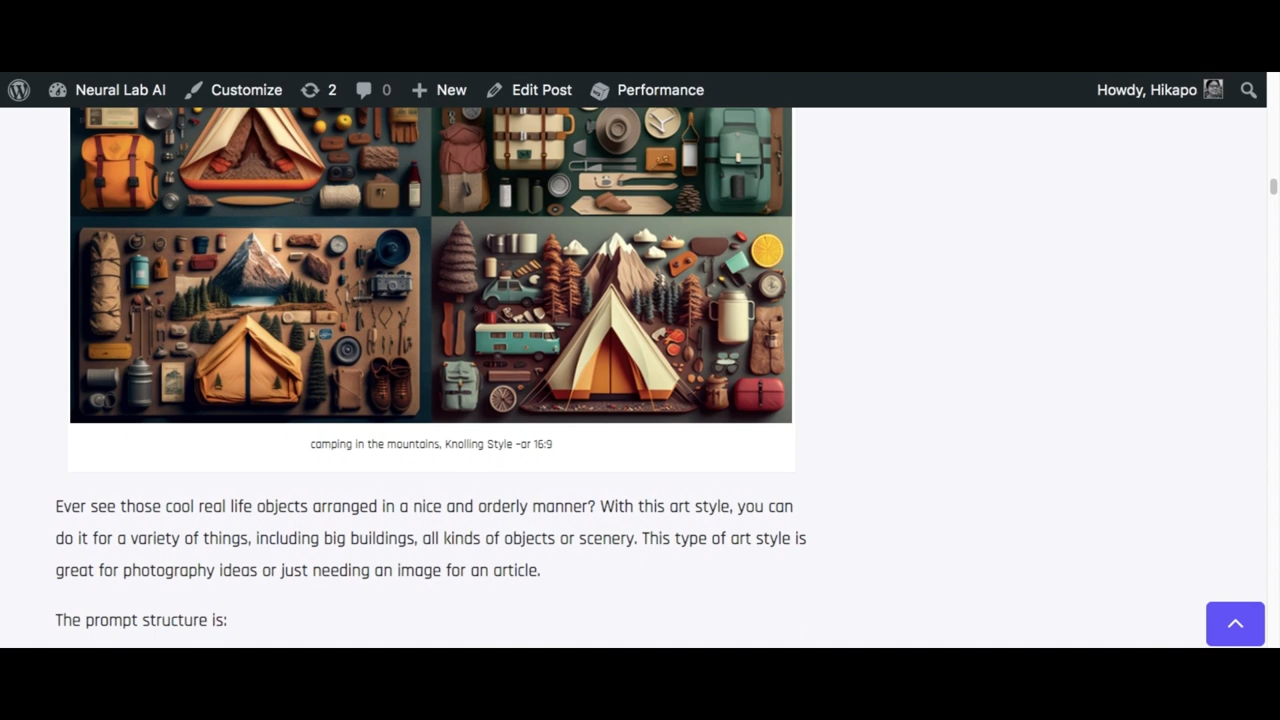 Neural Lab AI Customize 2 0 New Edit Post Performance Howdy, Hikapo
camping in the mountains, Knolling Style –ar 16:9
Ever see those cool real life objects arranged in a nice and orderly manner? With this art style, you can
do it for a variety of things, including big buildings, all kinds of objects or scenery. This type of art style is
great for photography ideas or just needing an image for an article.
The prompt structure is: